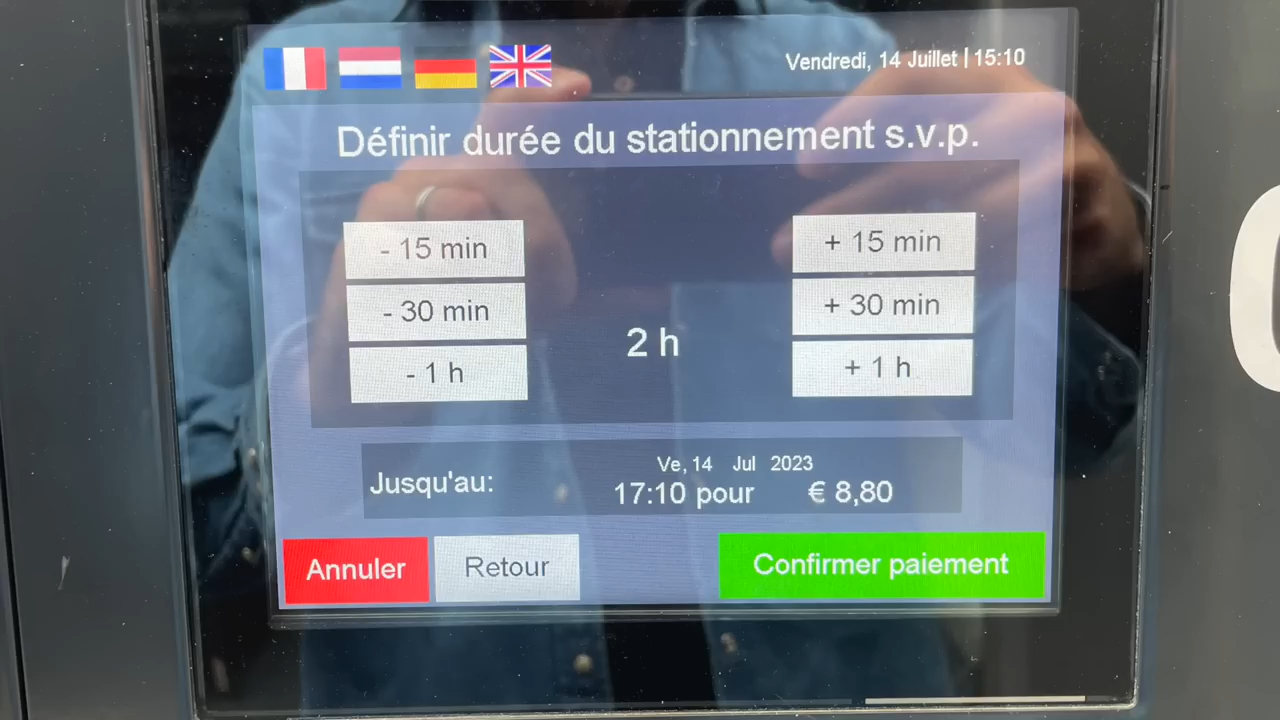 Vendredi, 14 Juillet | 15:10
Définir durée du stationnement s.v.p.
- 15 min
+ 15 min
- 30 min
+ 30 min
2 h
- 1 h
+ 1 h
Ve, 14 Jul 2023
Jusqu'au:
17:10 pour € 8,80
Annuler
Retour
Confirmer paiement